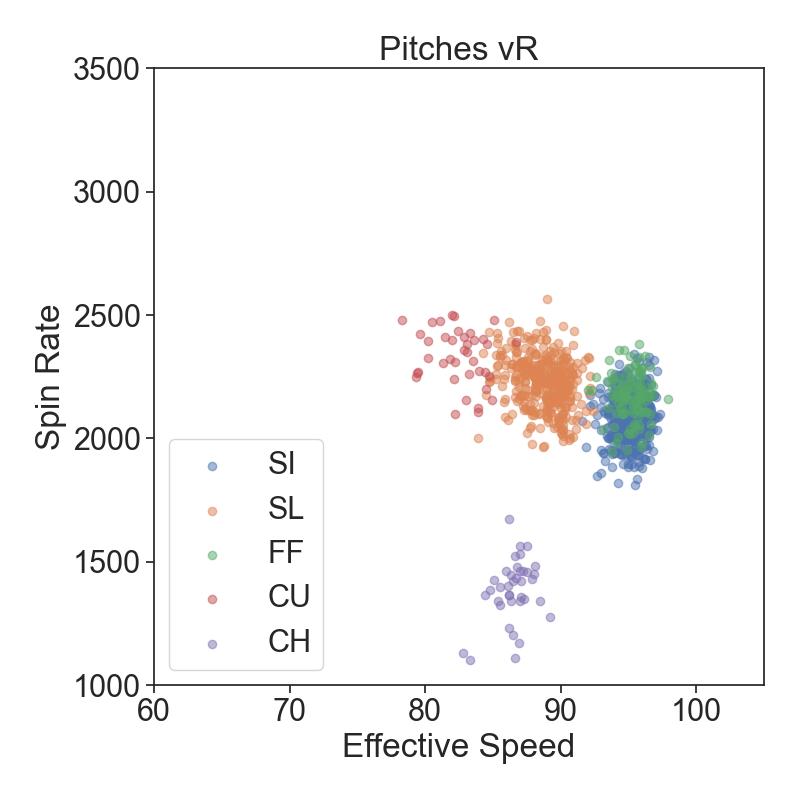 Pitches vR
3500
3000
2500
2000
1500
1000
Spin Rate
SI
SL
FF
CU
CH
60 70 80 90 100
Effective Speed